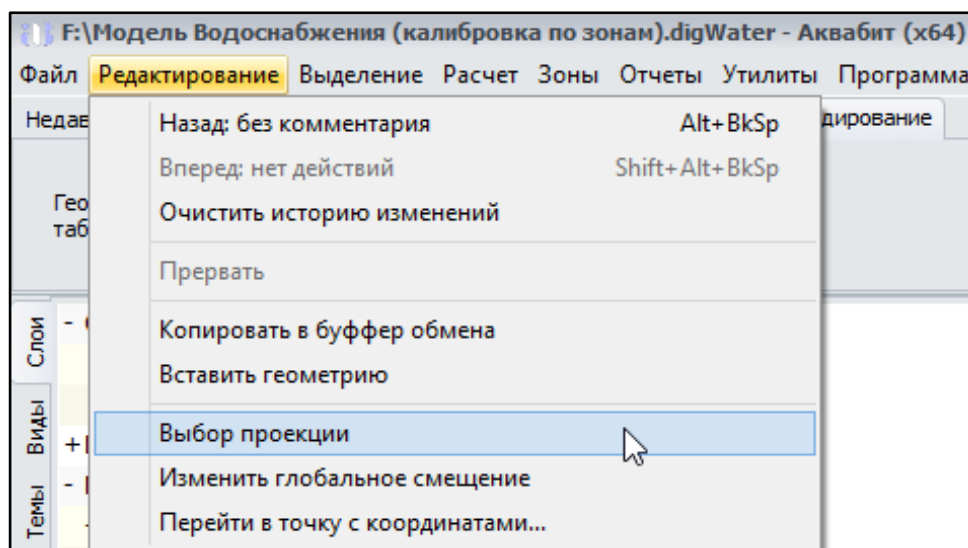 F:\Модель Водоснабжения (калибровка по зонам).digWater - Аквабит (x64)
Файл Редактирование Выделение Расчет Зоны Отчеты Утилиты Программа
Назад: без комментария Alt+BkSp
Вперед: нет действий Shift+Alt+BkSp
Очистить историю изменений
Прервать
Копировать в буфер обмена
Вставить геометрию
Выбор проекции
Изменить глобальное смещение
Перейти в точку с координатами...
Слои
Виды
Темы